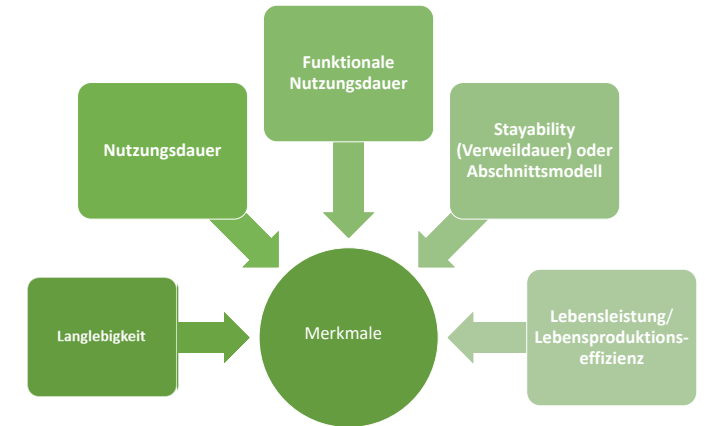 Funktionale
Nutzungsdauer
Nutzungsdauer
Stayability
(Verweildauer) oder
Abschnittsmodell
Langlebigkeit
Merkmale
Lebensleistung/
Lebensproduktions-
effizienz